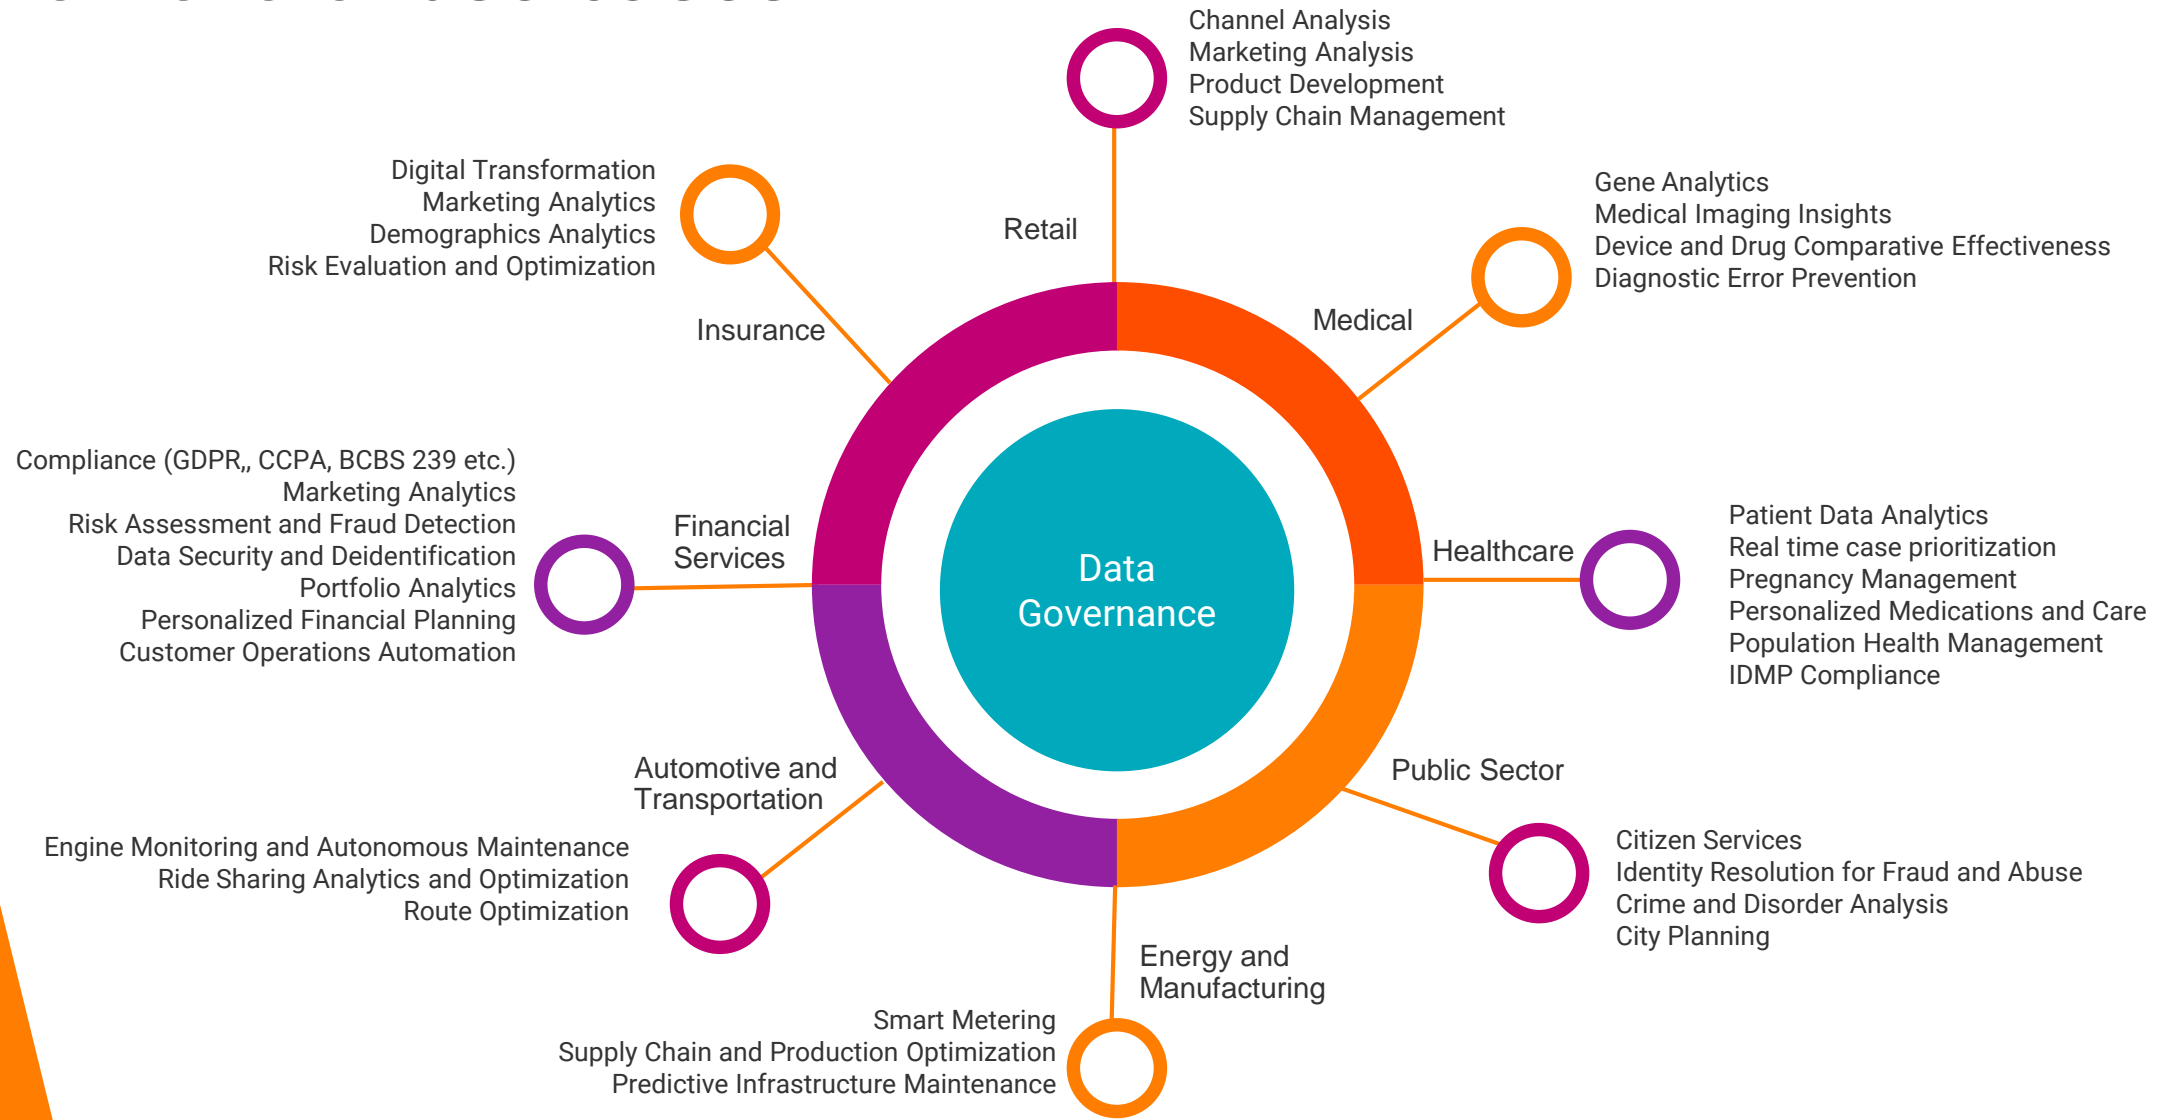 Channel Analysis
Marketing Analysis
Product Development
Supply Chain Management
Retail
Digital Transformation
Marketing Analytics
Demographics Analytics
Risk Evaluation and Optimization
Insurance
Gene Analytics
Medical Imaging Insights
Device and Drug Comparative Effectiveness
Diagnostic Error Prevention
Medical
Compliance (GDPR,, CCPA, BCBS 239 etc.)
Marketing Analytics
Risk Assessment and Fraud Detection
Data Security and Deidentification
Portfolio Analytics
Personalized Financial Planning
Customer Operations Automation
Financial
Services
Data
Governance
Healthcare
Patient Data Analytics
Real time case prioritization
Pregnancy Management
Personalized Medications and Care
Population Health Management
IDMP Compliance
Automotive and
Transportation
Engine Monitoring and Autonomous Maintenance
Ride Sharing Analytics and Optimization
Route Optimization
Public Sector
Citizen Services
Identity Resolution for Fraud and Abuse
Crime and Disorder Analysis
City Planning
Energy and
Manufacturing
Smart Metering
Supply Chain and Production Optimization
Predictive Infrastructure Maintenance